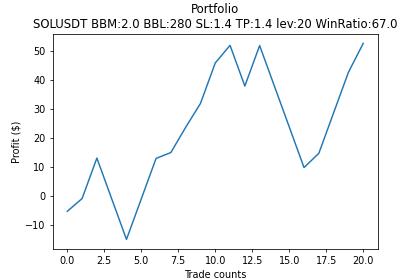 Portfolio
SOLUSDT BBM:2.0 BBL:280 SL:1.4 TP:1.4 lev:20 WinRatio:67.0
50
40
30
20
10
0
−10
Profit ($)
0.0 2.5 5.0 7.5 10.0 12.5 15.0 17.5 20.0
Trade counts